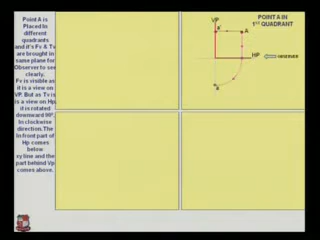 Point A is
Placed In
different
quadrants
and it's Fv & Tv
are brought in
same plane for
Observer to see
clearly.
Fv is visible as
it is a view on
VP. But as Tv is
is a view on Hp,
it is rotated
downward 90°,
In clockwise
direction.The
In front part of
Hp comes
below
xy line and the
part behind Vp
comes above.
POINT A IN
1ST QUADRANT
VP
a'
A
HP
OBSERVER
a